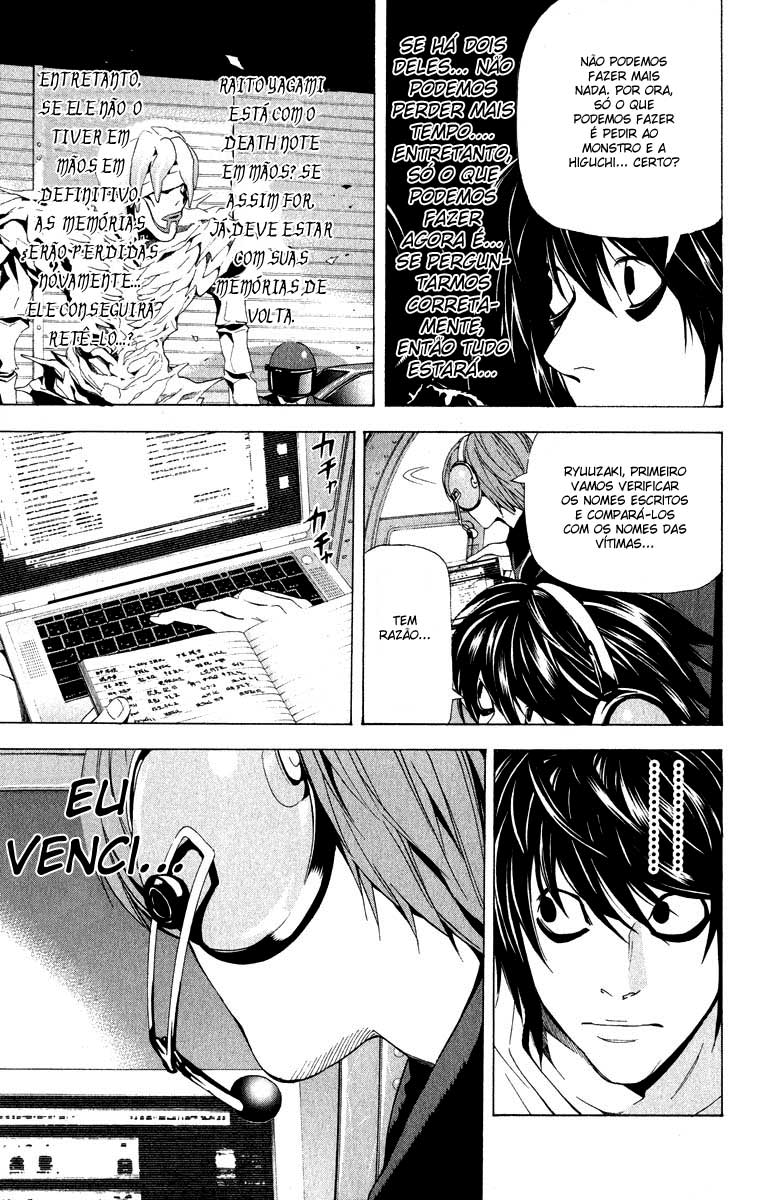 NÃO PODEMOS
FAZER MAIS
NADA. POR ORA,
SÓ O QUE
PODEMOS FAZER
É PEDIR AO
MONSTRO E A
HIGUCHI... CERTO?
SE HÁ DOIS
DELES... NÃO
PODEMOS
PERDER MAIS
TEMPO....
ENTRETANTO,
SÓ O QUE
PODEMOS
FAZER
AGORA É...
SE PERGUN-
TARMOS
CORRETA-
MENTE,
ENTÃO TUDO
ESTARÁ...
RAITO YAGAMI
ESTÁ COM O
DEATH NOTE
EM MÃOS? SE
ASSIM FOR,
JÁ DEVE ESTAR
COM SUAS
MEMÓRIAS DE
VOLTA.
ENTRETANTO,
SE ELE NÃO O
TIVER EM
MÃOS EM
DEFINITIVO,
AS MEMÓRIAS
ERÃO PERDIDAS
NOVAMENTE...
ELE CONSEGUIRA
RETÊ-LO...?
RYUUZAKI, PRIMEIRO
VAMOS VERIFICAR
OS NOMES ESCRITOS
E COMPARÁ-LOS
COM OS NOMES DAS
VÍTIMAS...
TEM
RAZÃO...
カチャ
カチャ
EU
VENCI...